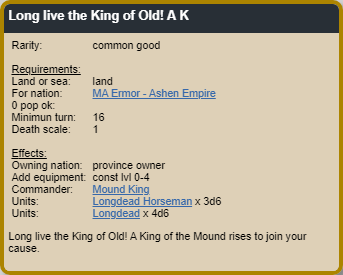 Long live the King of Old! A K
Rarity: common good
Requirements:
Land or sea: land
For nation: MA Ermor - Ashen Empire
0 pop ok:
Minimun turn: 16
Death scale: 1
Effects:
Owning nation: province owner
Add equipment: const lvl 0-4
Commander: Mound King
Units: Longdead Horseman x 3d6
Units: Longdead x 4d6
Long live the King of Old! A King of the Mound rises to join your
cause.